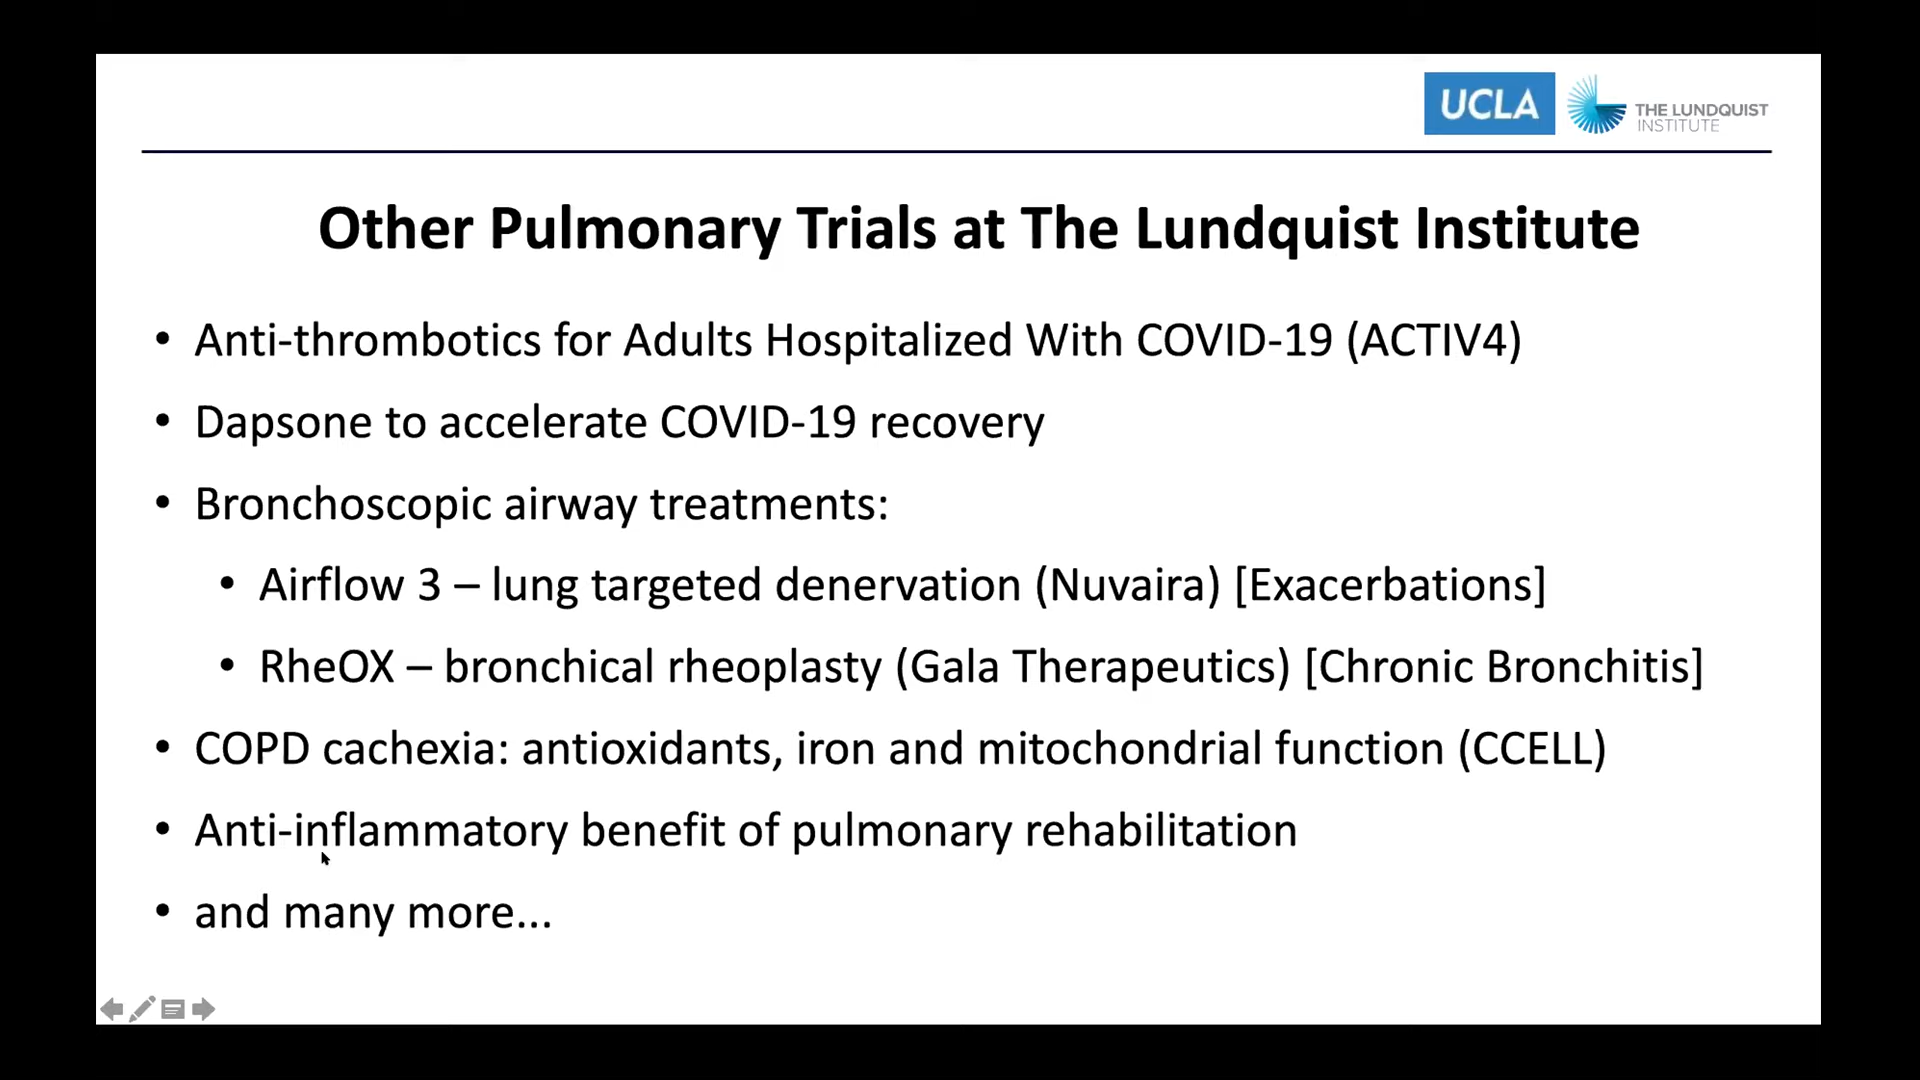 UCLA
THE LUNDQUIST
INSTITUTE
Other Pulmonary Trials at The Lundquist Institute
• Anti-thrombotics for Adults Hospitalized With COVID-19 (ACTIV4)
• Dapsone to accelerate COVID-19 recovery
• Bronchoscopic airway treatments:
• Airflow 3 – lung targeted denervation (Nuvaira) [Exacerbations]
• RheOX – bronchical rheoplasty (Gala Therapeutics) [Chronic Bronchitis]
• COPD cachexia: antioxidants, iron and mitochondrial function (CCELL)
• Anti-inflammatory benefit of pulmonary rehabilitation
• and many more...